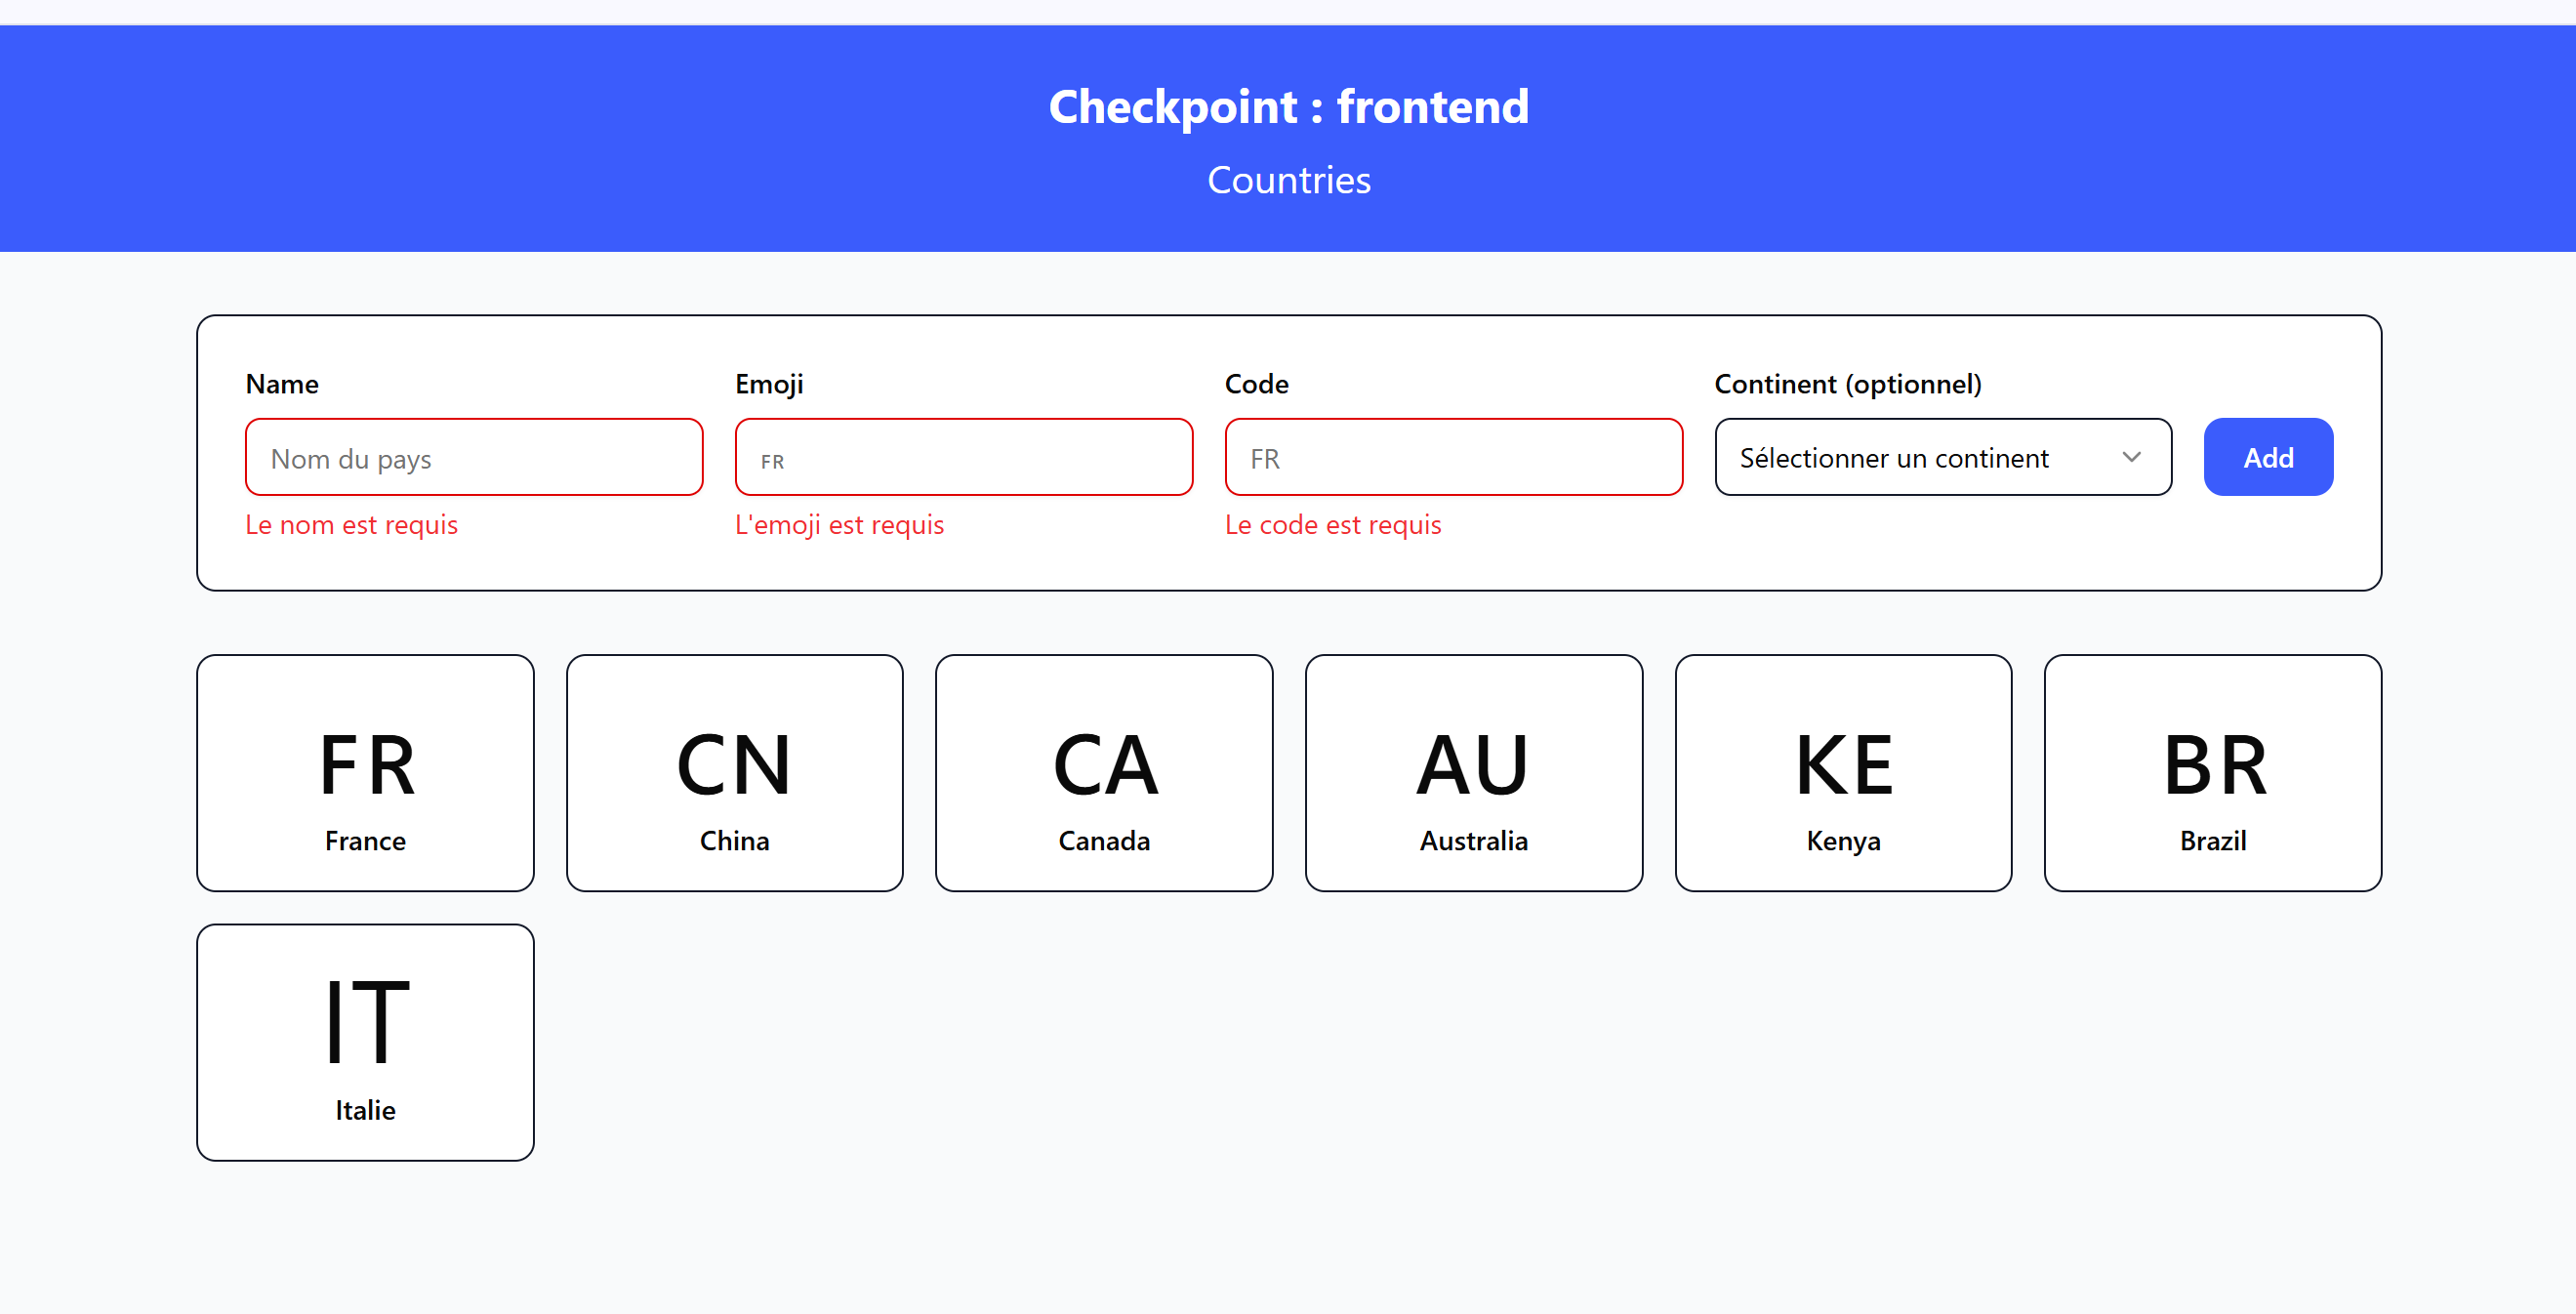 Checkpoint : frontend
Countries
Name Emoji Code Continent (optionnel)
Nom du pays FR FR Sélectionner un continent Add
Le nom est requis L'emoji est requis Le code est requis
FR CN CA AU KE BR
France China Canada Australia Kenya Brazil
IT
Italie